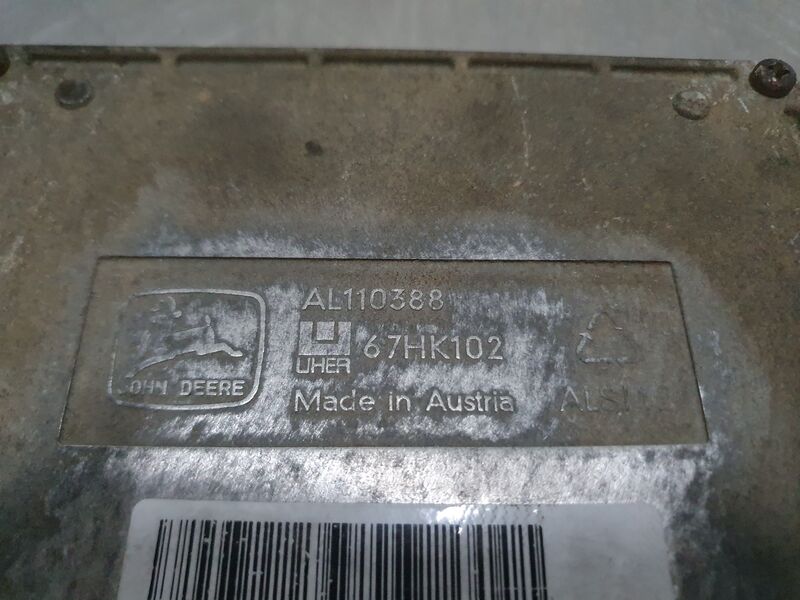 AL110388
UHER 67HK102
JOHN DEERE
Made in Austria